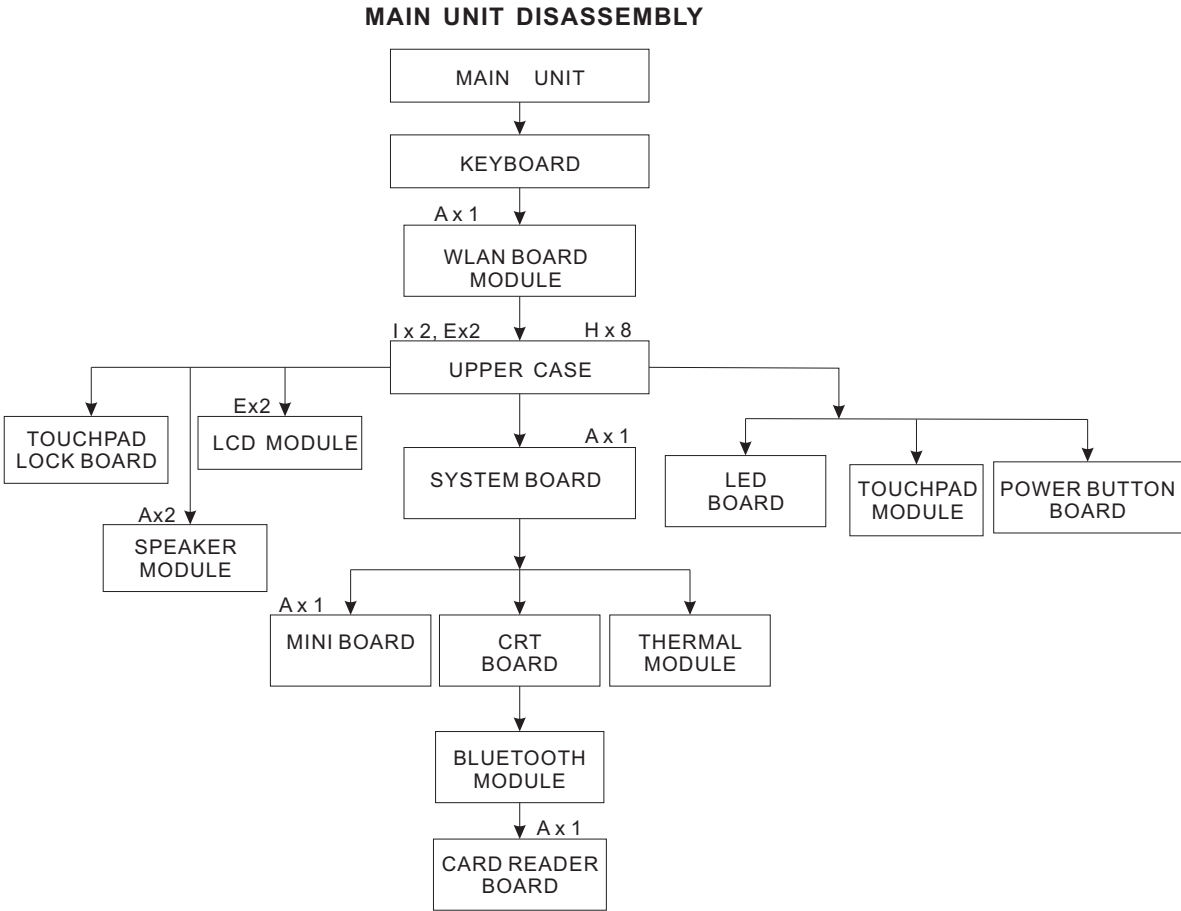 MAIN UNIT DISASSEMBLY
MAIN UNIT
KEYBOARD
A x 1
WLAN BOARD
MODULE
I x 2, Ex2
H x 8
UPPER CASE
TOUCHPAD
LOCK BOARD
Ex2
LCD MODULE
Ax2
SPEAKER
MODULE
A x 1
SYSTEM BOARD
LED
BOARD
TOUCHPAD
MODULE
POWER BUTTON
BOARD
A x 1
MINI BOARD
CRT
BOARD
THERMAL
MODULE
BLUETOOTH
MODULE
A x 1
CARD READER
BOARD